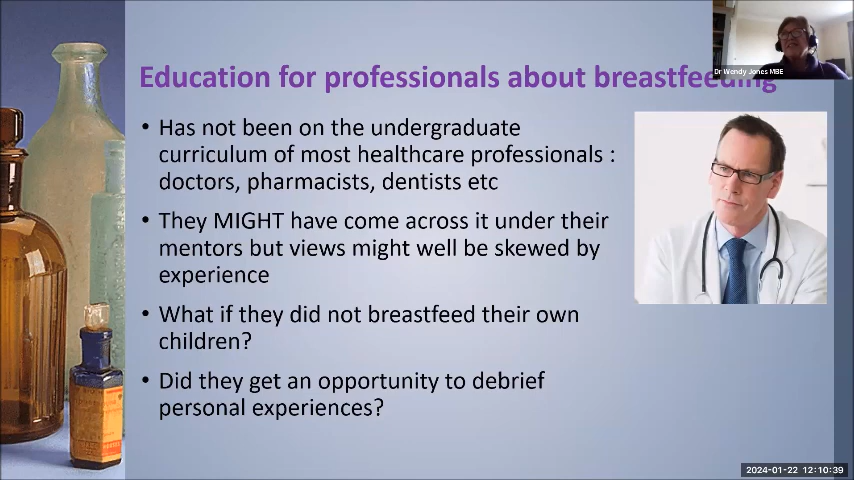 Dr Wendy Jones MBE
Education for professionals about breastfeeding
• Has not been on the undergraduate
curriculum of most healthcare professionals :
doctors, pharmacists, dentists etc
• They MIGHT have come across it under their
mentors but views might well be skewed by
experience
• What if they did not breastfeed their own
children?
• Did they get an opportunity to debrief
personal experiences?
2024-01-22 12:10:39